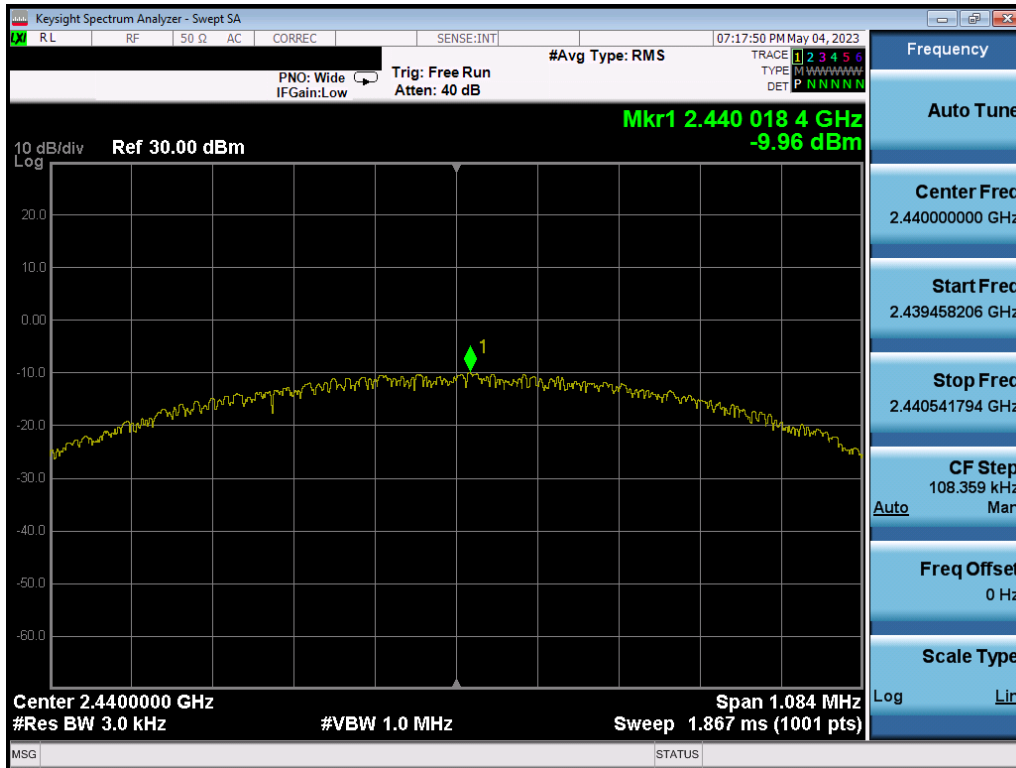 Keysight Spectrum Analyzer - Swept SA
LXI RL RF 50 Ω AC CORREC SENSE:INT 07:17:50 PM May 04, 2023
#Avg Type: RMS
TRACE 1 2 3 4 5 6
TYPE M WWWWW
DET P N N N N N
PNO: Wide
IFGain:Low
Trig: Free Run
Atten: 40 dB
Mkr1 2.440 018 4 GHz
-9.96 dBm
10 dB/div
Log
Ref 30.00 dBm
20.0
10.0
0.00
-10.0
-20.0
-30.0
-40.0
-50.0
-60.0
1
Center 2.4400000 GHz
#Res BW 3.0 kHz
#VBW 1.0 MHz
Span 1.084 MHz
Sweep 1.867 ms (1001 pts)
MSG
STATUS
Frequency
Auto Tune
Center Freq
2.440000000 GHz
Start Freq
2.439458206 GHz
Stop Freq
2.440541794 GHz
CF Step
108.359 kHz
Auto Man
Freq Offset
0 Hz
Scale Type
Log Lin